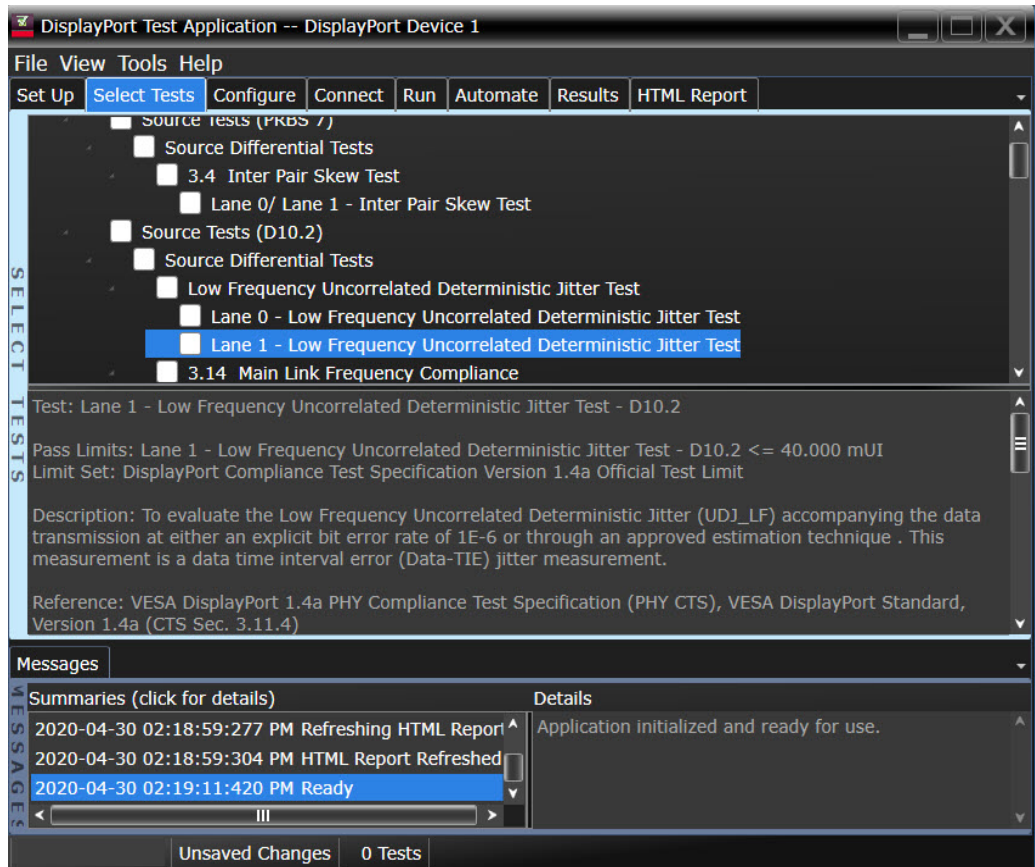 DisplayPort Test Application -- DisplayPort Device 1
File View Tools Help
Set Up Select Tests Configure Connect Run Automate Results HTML Report
Source Tests (PRBS 7)
Source Differential Tests
3.4 Inter Pair Skew Test
Lane 0/ Lane 1 - Inter Pair Skew Test
Source Tests (D10.2)
Source Differential Tests
Low Frequency Uncorrelated Deterministic Jitter Test
Lane 0 - Low Frequency Uncorrelated Deterministic Jitter Test
Lane 1 - Low Frequency Uncorrelated Deterministic Jitter Test
3.14 Main Link Frequency Compliance
SELECT TESTS
Test: Lane 1 - Low Frequency Uncorrelated Deterministic Jitter Test - D10.2
Pass Limits: Lane 1 - Low Frequency Uncorrelated Deterministic Jitter Test - D10.2 <= 40.000 mUI
Limit Set: DisplayPort Compliance Test Specification Version 1.4a Official Test Limit
Description: To evaluate the Low Frequency Uncorrelated Deterministic Jitter (UDJ_LF) accompanying the data
transmission at either an explicit bit error rate of 1E-6 or through an approved estimation technique . This
measurement is a data time interval error (Data-TIE) jitter measurement.
Reference: VESA DisplayPort 1.4a PHY Compliance Test Specification (PHY CTS), VESA DisplayPort Standard,
Version 1.4a (CTS Sec. 3.11.4)
Messages
MESSAGES
Summaries (click for details)
2020-04-30 02:18:59:277 PM Refreshing HTML Report
2020-04-30 02:18:59:304 PM HTML Report Refreshed
2020-04-30 02:19:11:420 PM Ready
Details
Application initialized and ready for use.
Unsaved Changes 0 Tests